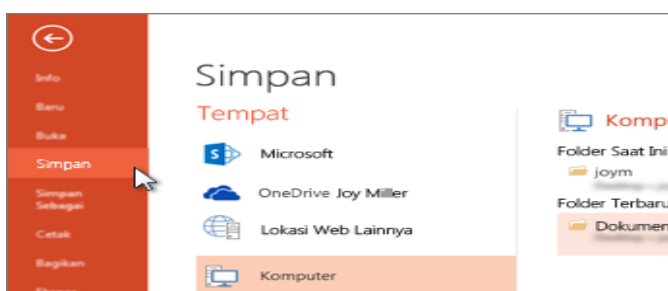 Info
Baru
Buka
Simpan
Simpan
Sebagai
Cetak
Bagikan
Simpan
Tempat
Microsoft
OneDrive Joy Miller
Lokasi Web Lainnya
Komputer
Komp
Folder Saat Ini
joym
Folder Terbaru
Dokumen